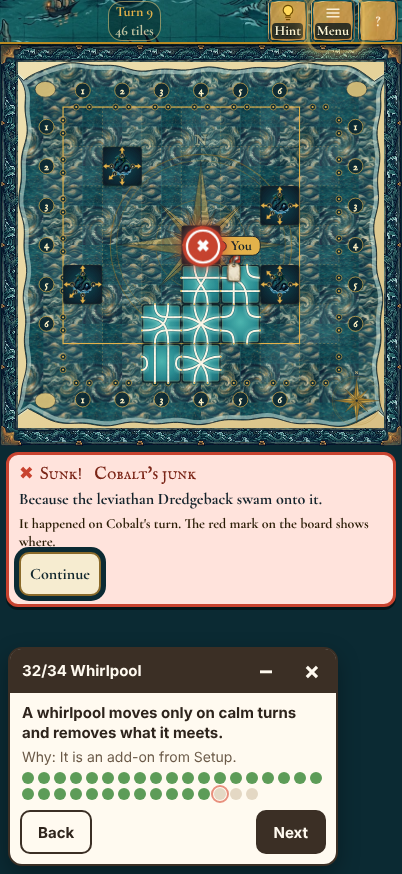 Turn 9
46 tiles
Hint
Menu
?
1 2 3 4 5 6
1 1
2 2
3 3
4 4
5 5
6 6
N
You
1 2 3 4 5 6
✖ Sunk! Cobalt's junk
Because the leviathan Dredgeback swam onto it.
It happened on Cobalt's turn. The red mark on the board shows
where.
Continue
32/34 Whirlpool
A whirlpool moves only on calm turns
and removes what it meets.
Why: It is an add-on from Setup.
Back
Next